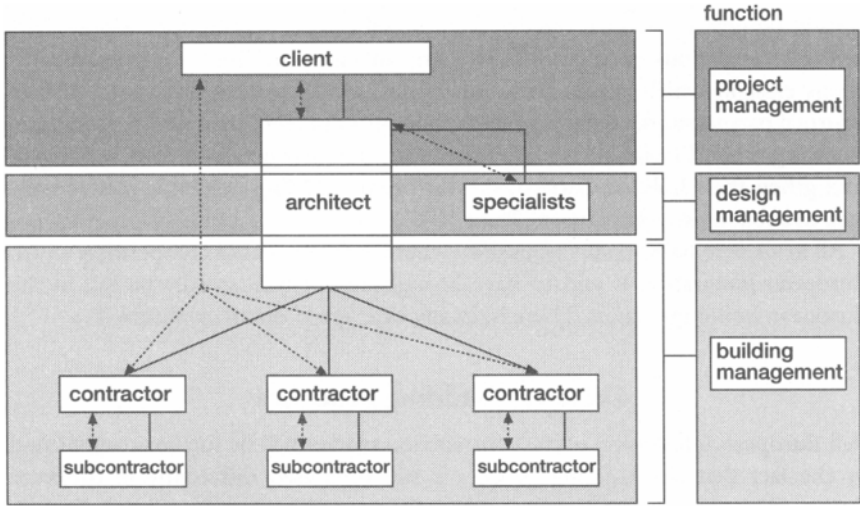 function
client
project
management
architect
specialists
design
management
building
management
contractor
contractor
contractor
subcontractor
subcontractor
subcontractor